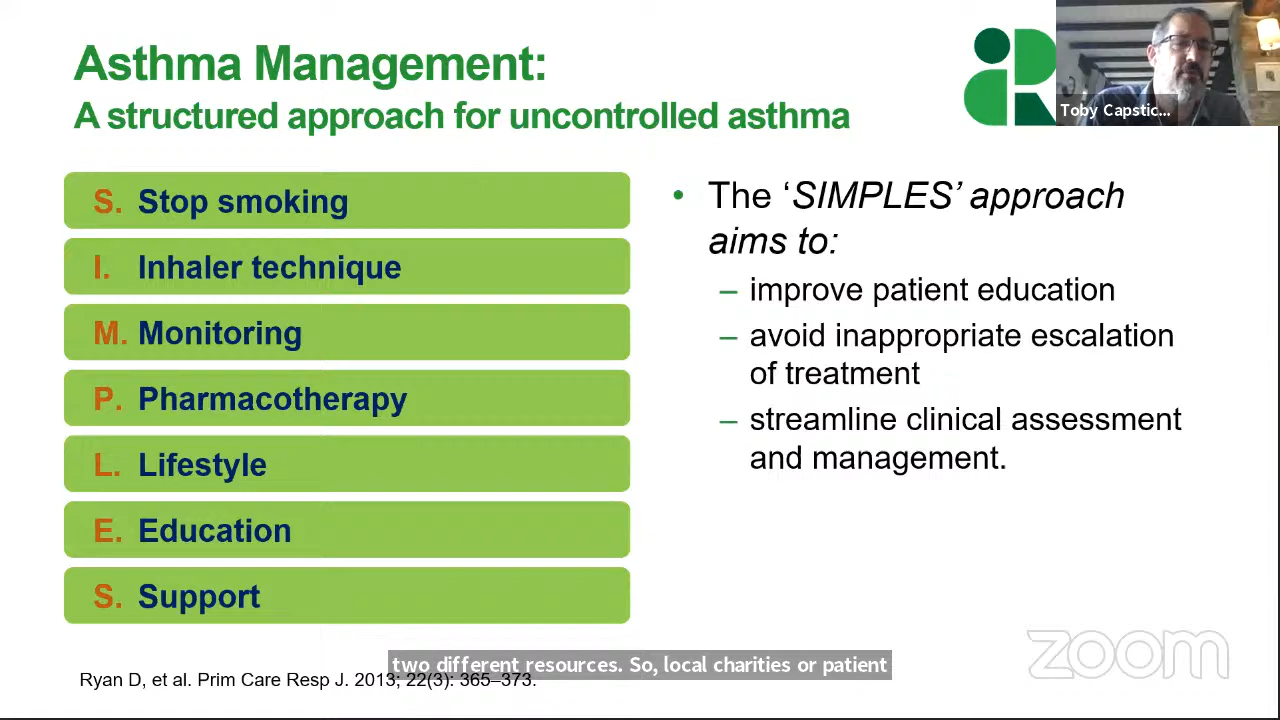 Asthma Management:
A structured approach for uncontrolled asthma
Toby Capstic...
S. Stop smoking
I. Inhaler technique
M. Monitoring
P. Pharmacotherapy
L. Lifestyle
E. Education
S. Support
• The ‘SIMPLES’ approach
aims to:
– improve patient education
– avoid inappropriate escalation
of treatment
– streamline clinical assessment
and management.
zoom
two different resources. So, local charities or patient
Ryan D, et al. Prim Care Resp J. 2013; 22(3): 365–373.